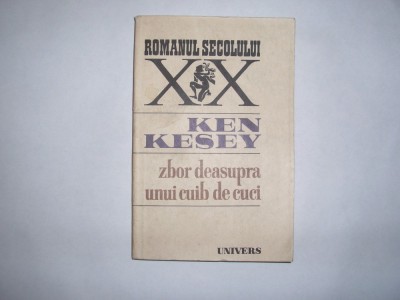 ROMANUL SECOLULUI
XX
KEN
KESEY
zbor deasupra
unui cuib de cuci
UNIVERS